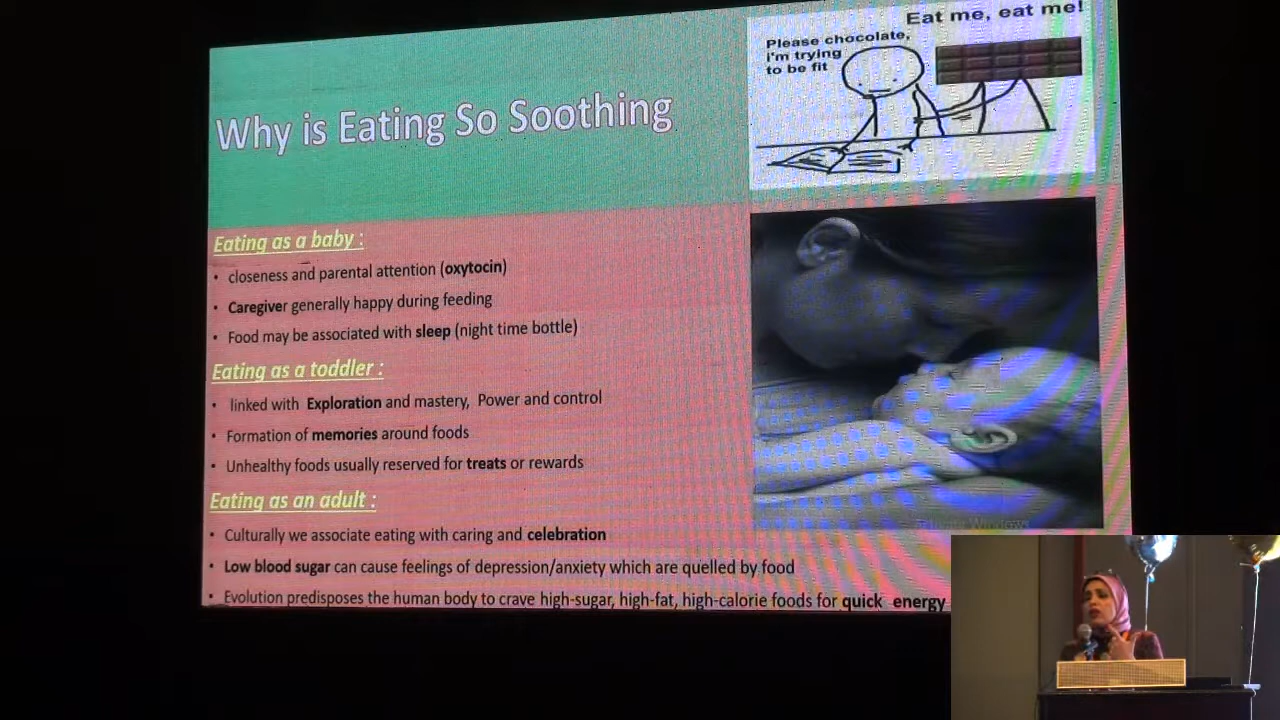 Eat me, eat me!
Please chocolate,
i'm trying
to be fit
Why is Eating So Soothing
Eating as a baby :
• closeness and parental attention (oxytocin)
• Caregiver generally happy during feeding
• Food may be associated with sleep (night time bottle)
Eating as a toddler :
• linked with Exploration and mastery, Power and control
• Formation of memories around foods
• Unhealthy foods usually reserved for treats or rewards
Eating as an adult :
• Culturally we associate eating with caring and celebration
• Low blood sugar can cause feelings of depression/anxiety which are quelled by food
• Evolution predisposes the human body to crave high-sugar, high-fat, high-calorie foods for quick energy